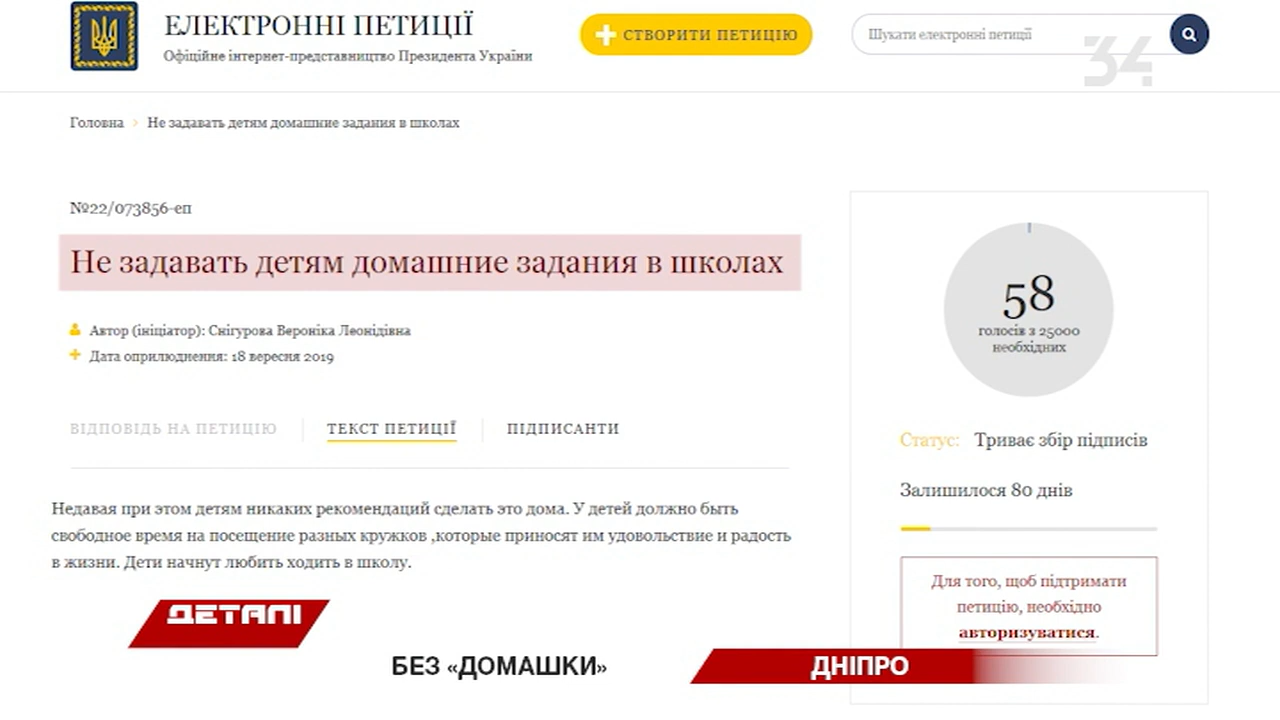 ЕЛЕКТРОННІ ПЕТИЦІЇ
Офіційне інтернет-представництво Президента України
СТВОРИТИ ПЕТИЦІЮ
Шукати електронні петиції
34
Головна > Не задавать детям домашние задания в школах
№22/073856-еп
Не задавать детям домашние задания в школах
Автор (ініціатор): Снігурова Вероніка Леонідівна
Дата оприлюднення: 18 вересня 2019
ВІДПОВІДЬ НА ПЕТИЦІЮ
ТЕКСТ ПЕТИЦІЇ
ПІДПИСАНТИ
Недавая при этом детям никаких рекомендаций сделать это дома. У детей должно быть
свободное время на посещение разных кружков ,которые приносят им удовольствие и радость
в жизни. Дети начнут любить ходить в школу.
58
голосів з 25000
необхідних
Статус: Триває збір підписів
Залишилося 80 днів
Для того, щоб підтримати
петицію, необхідно
авторизуватися.
ДЕТАЛІ
БЕЗ «ДОМАШКИ»
ДНІПРО